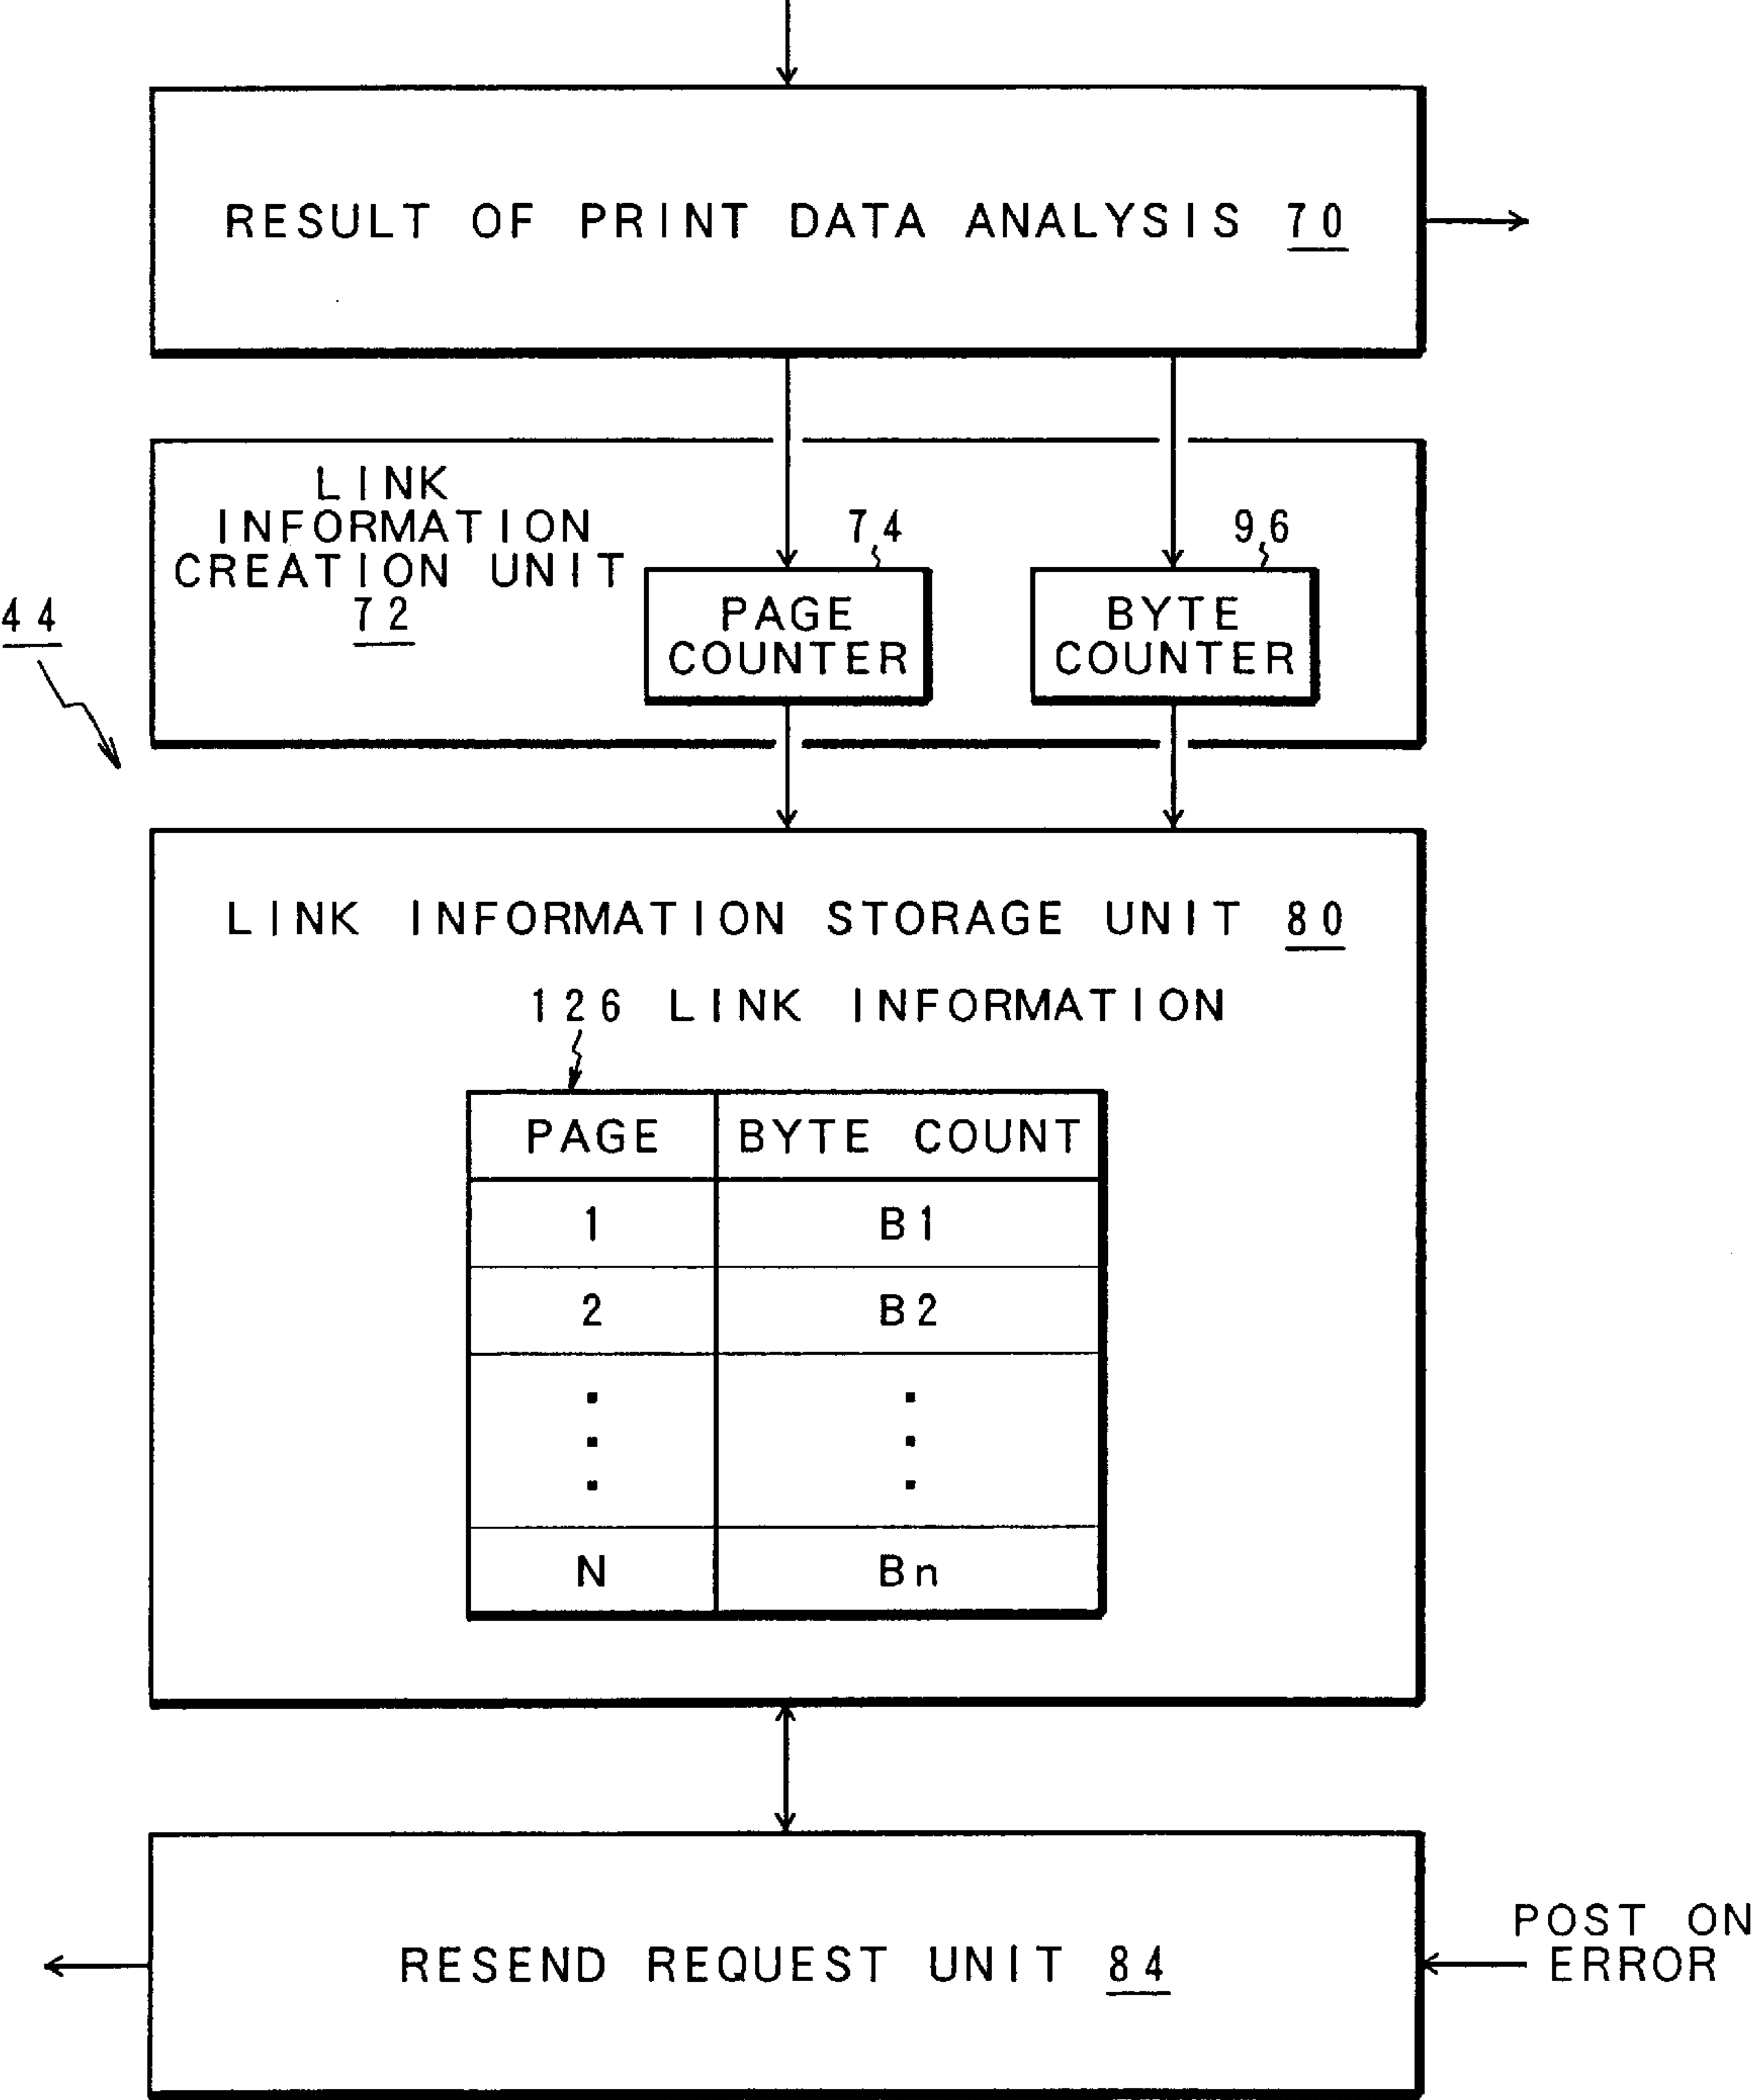 RESULT OF PRINT DATA ANALYSIS 70
LINK
INFORMATION
CREATION UNIT
72
74
96
PAGE
COUNTER
BYTE
COUNTER
44
LINK INFORMATION STORAGE UNIT 80
126 LINK INFORMATION
PAGE BYTE COUNT
1 B1
2 B2
. .
. .
. .
N Bn
RESEND REQUEST UNIT 84
POST ON
ERROR